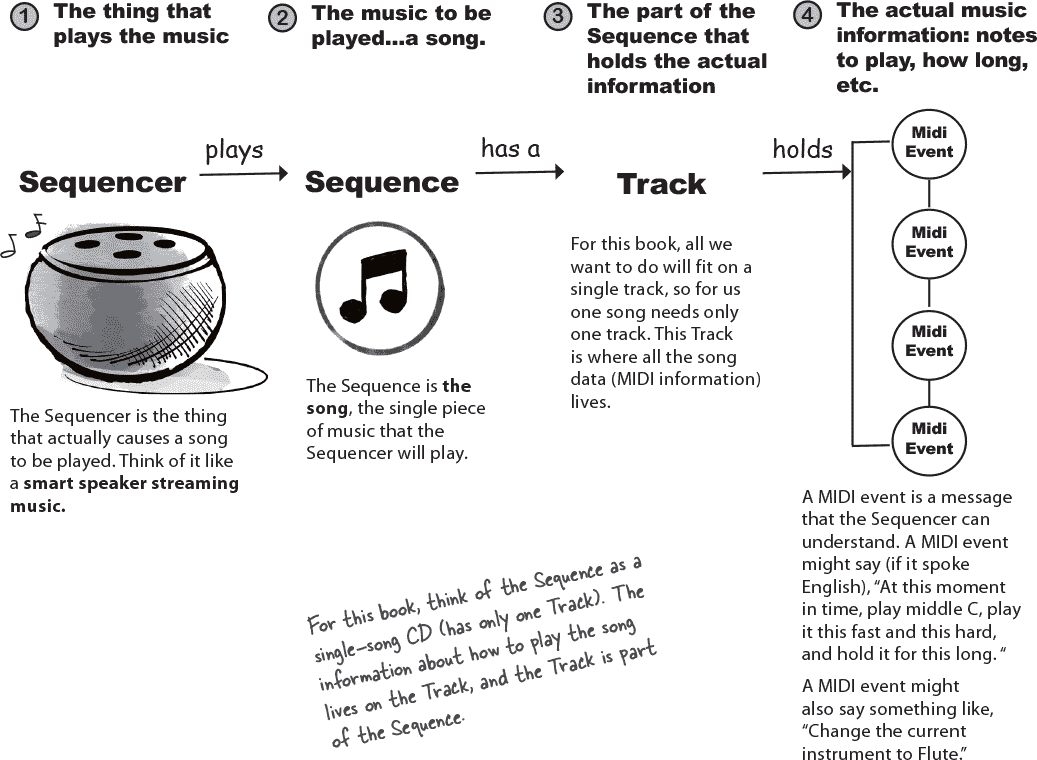 1 The thing that
plays the music
2 The music to be
played...a song.
3 The part of the
Sequence that
holds the actual
information
4 The actual music
information: notes
to play, how long,
etc.
Sequencer
plays
Sequence
has a
Track
holds
Midi
Event
Midi
Event
Midi
Event
Midi
Event
The Sequencer is the thing
that actually causes a song
to be played. Think of it like
a smart speaker streaming
music.
The Sequence is the
song, the single piece
of music that the
Sequencer will play.
For this book, all we
want to do will fit on a
single track, so for us
one song needs only
one track. This Track
is where all the song
data (MIDI information)
lives.
A MIDI event is a message
that the Sequencer can
understand. A MIDI event
might say (if it spoke
English), “At this moment
in time, play middle C, play
it this fast and this hard,
and hold it for this long. “
A MIDI event might
also say something like,
“Change the current
instrument to Flute.”
For this book, think of the Sequence as a
single-song CD (has only one Track). The
information about how to play the song
lives on the Track, and the Track is part
of the Sequence.